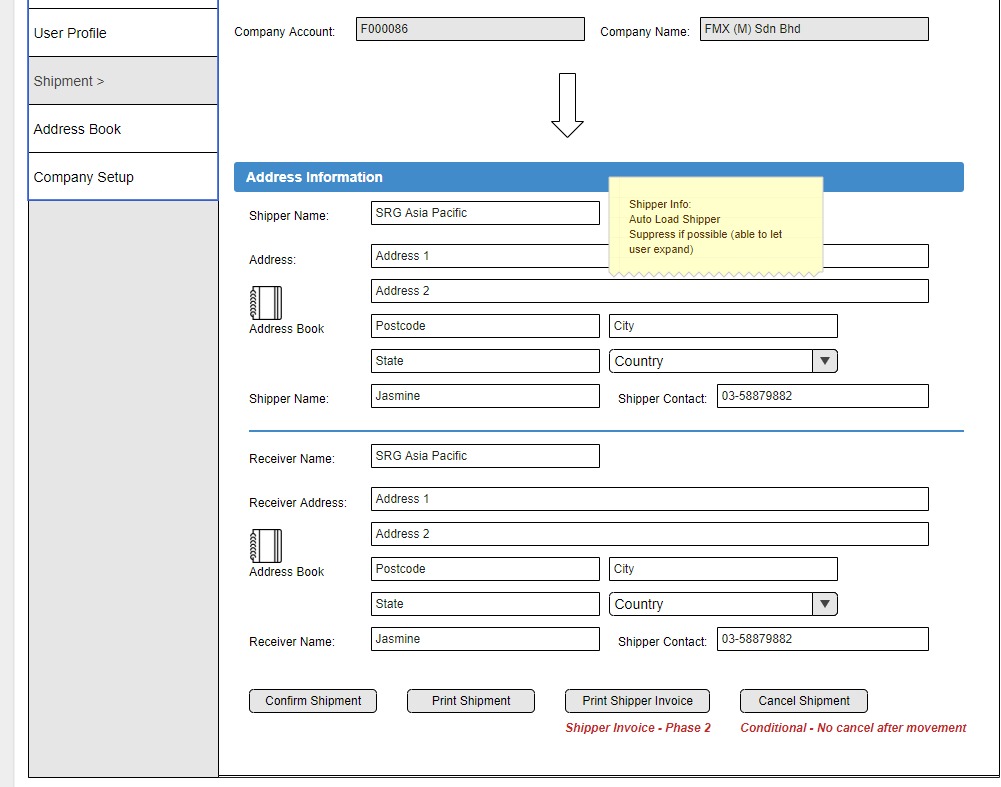 User Profile
Shipment >
Address Book
Company Setup
Company Account: F000086 Company Name: FMX (M) Sdn Bhd
Address Information
Shipper Info:
Auto Load Shipper
Suppress if possible (able to let
user expand)
Shipper Name: SRG Asia Pacific
Address: Address 1
Address 2
Address Book
Postcode City
State Country
Shipper Name: Jasmine Shipper Contact: 03-58879882
Receiver Name: SRG Asia Pacific
Receiver Address: Address 1
Address 2
Address Book
Postcode City
State Country
Receiver Name: Jasmine Shipper Contact: 03-58879882
Confirm Shipment Print Shipment Print Shipper Invoice Cancel Shipment
Shipper Invoice - Phase 2 Conditional - No cancel after movement